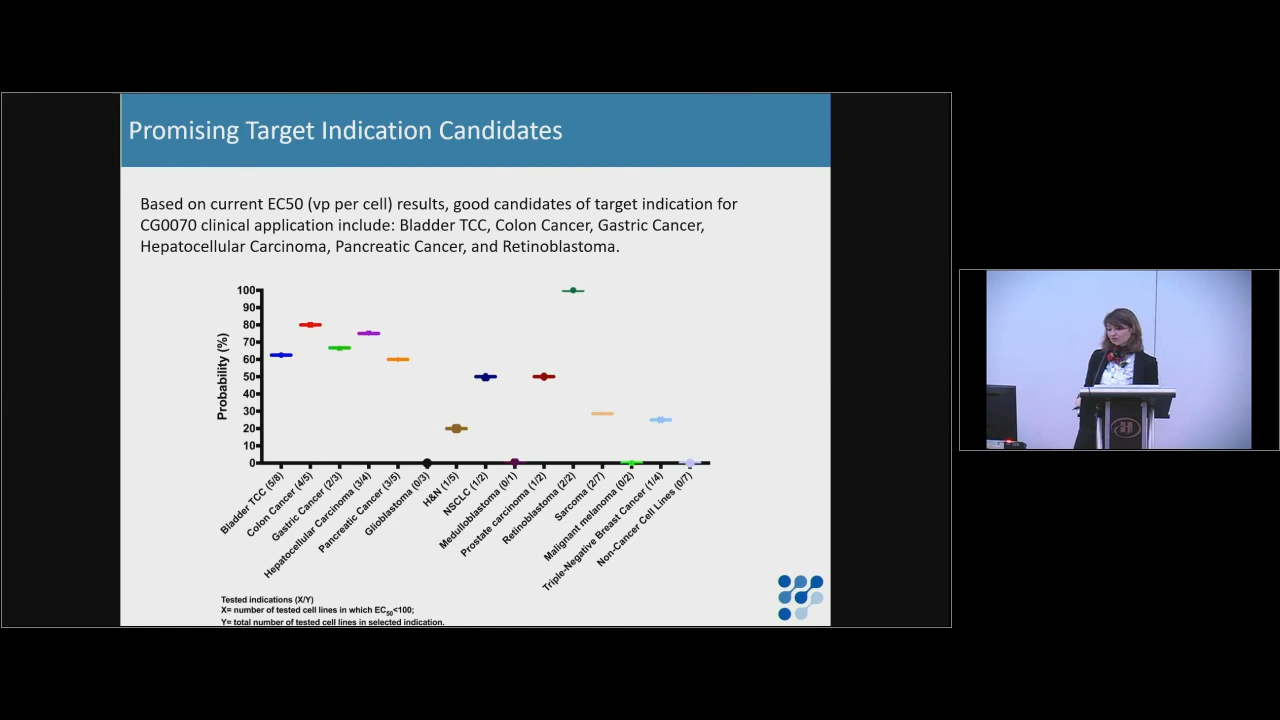 Promising Target Indication Candidates
Based on current EC50 (vp per cell) results, good candidates of target indication for
CG0070 clinical application include: Bladder TCC, Colon Cancer, Gastric Cancer,
Hepatocellular Carcinoma, Pancreatic Cancer, and Retinoblastoma.
Probability (%)
100
90
80
70
60
50
40
30
20
10
0
Bladder TCC (5/8)
Colon Cancer (4/5)
Gastric Cancer (2/3)
Hepatocellular Carcinoma (3/4)
Pancreatic Cancer (3/5)
Glioblastoma (0/3)
H&N (1/5)
NSCLC (1/2)
Medulloblastoma (0/1)
Prostate carcinoma (1/2)
Retinoblastoma (2/2)
Sarcoma (2/7)
Malignant melanoma (0/2)
Triple-Negative Breast Cancer (1/4)
Non-Cancer Cell Lines (0/7)
Tested indications (X/Y)
X= number of tested cell lines in which EC50<100;
Y= total number of tested cell lines in selected indication.